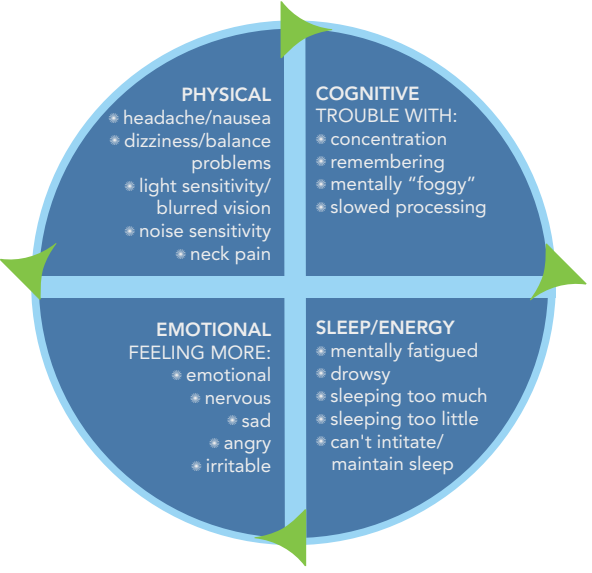 PHYSICAL
* headache/nausea
* dizziness/balance
problems
* light sensitivity/
blurred vision
* noise sensitivity
* neck pain
COGNITIVE
TROUBLE WITH:
* concentration
* remembering
* mentally “foggy”
* slowed processing
EMOTIONAL
FEELING MORE:
* emotional
* nervous
* sad
* angry
* irritable
SLEEP/ENERGY
* mentally fatigued
* drowsy
* sleeping too much
* sleeping too little
* can't intitate/
maintain sleep